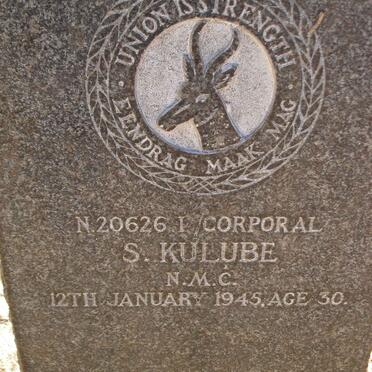 UNION IS STRENGTH
EENDRAG MAAK MAG
N.20626 I/CORPORAL
S. KULUBE
N.M.C.
12TH JANUARY 1945, AGE 30.